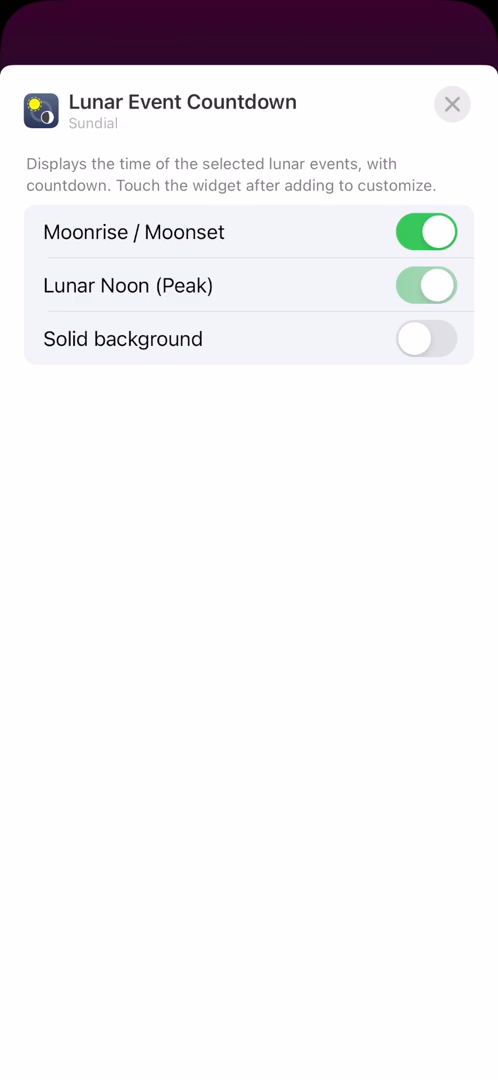 Lunar Event Countdown
Sundial
Displays the time of the selected lunar events, with
countdown. Touch the widget after adding to customize.
Moonrise / Moonset
Lunar Noon (Peak)
Solid background